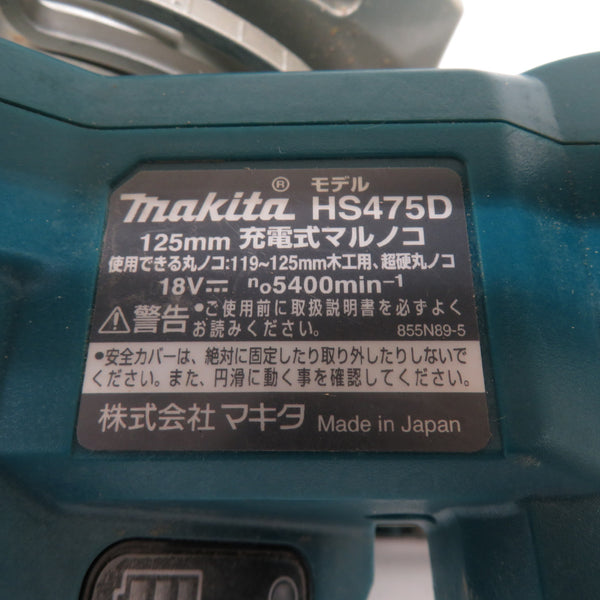 モデル
makita® HS475D
125mm 充電式マルノコ
使用できる丸ノコ:119~125mm木工用、超硬丸ノコ
18V⎓ n₀5400min⁻¹
⚠警告 •ご使用前に取扱説明書を必ずよく
お読みください。 855N89-5
•安全カバーは、絶対に固定したり取り外したりしないで
ください。また、円滑に動く事を確認してください。
株式会社 マキタ Made in Japan